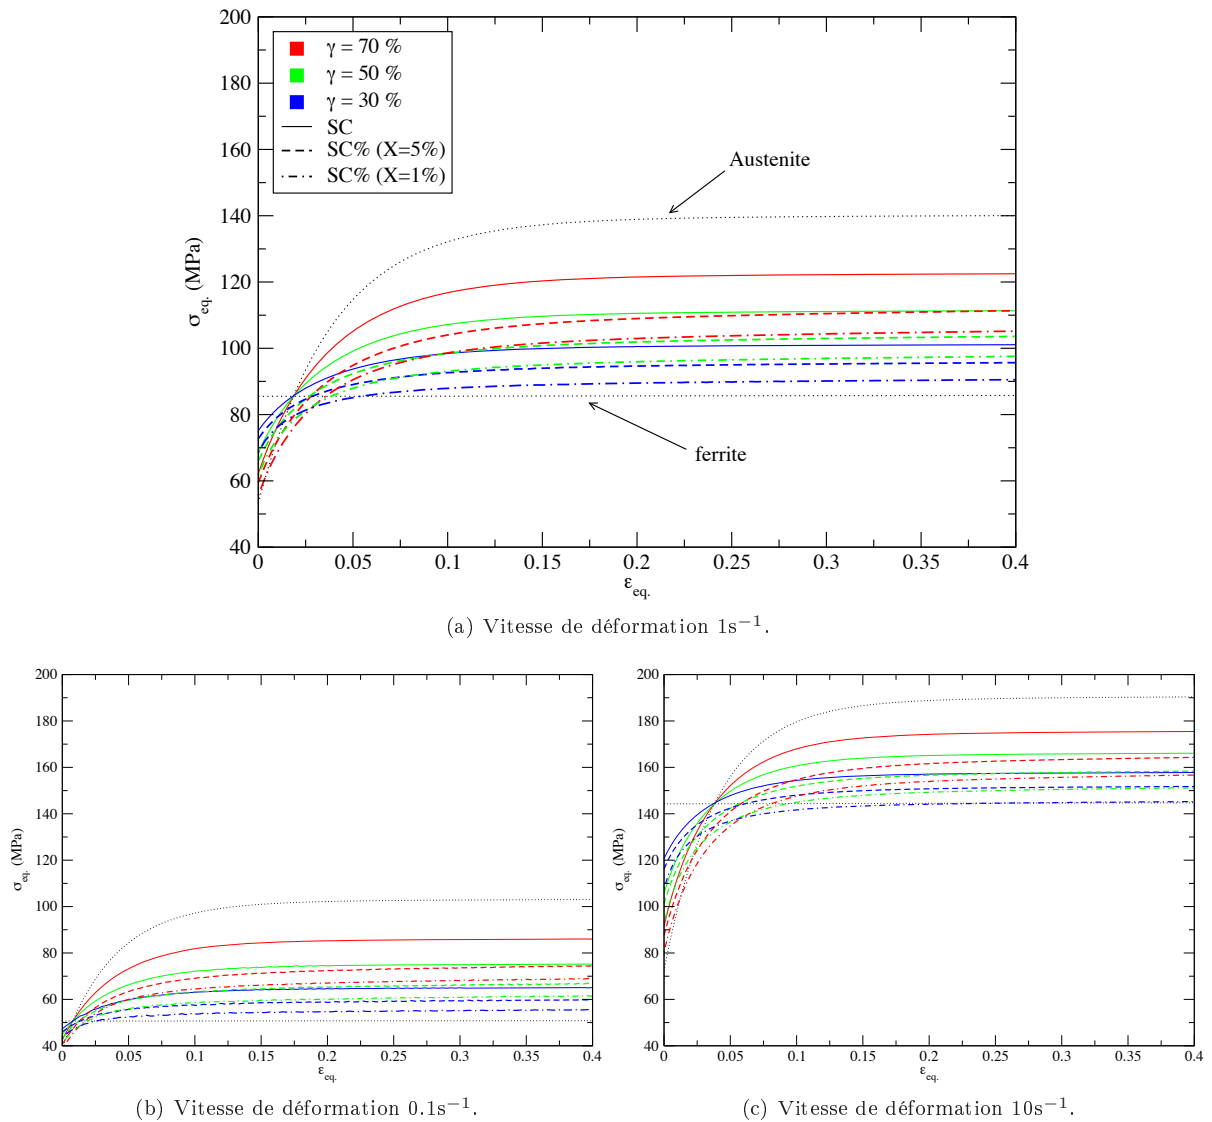 200
180
160
140
120
100
80
60
40
σeq. (MPa)
γ = 70 %
γ = 50 %
γ = 30 %
SC
SC% (X=5%)
SC% (X=1%)
Austenite
ferrite
0 0.05 0.1 0.15 0.2 0.25 0.3 0.35 0.4
εeq.
(a) Vitesse de déformation 1s⁻¹.
200
180
160
140
120
100
80
60
40
σeq. (MPa)
0 0.05 0.1 0.15 0.2 0.25 0.3 0.35 0.4
εeq.
(b) Vitesse de déformation 0.1s⁻¹.
200
180
160
140
120
100
80
60
40
σeq. (MPa)
0 0.05 0.1 0.15 0.2 0.25 0.3 0.35 0.4
εeq.
(c) Vitesse de déformation 10s⁻¹.